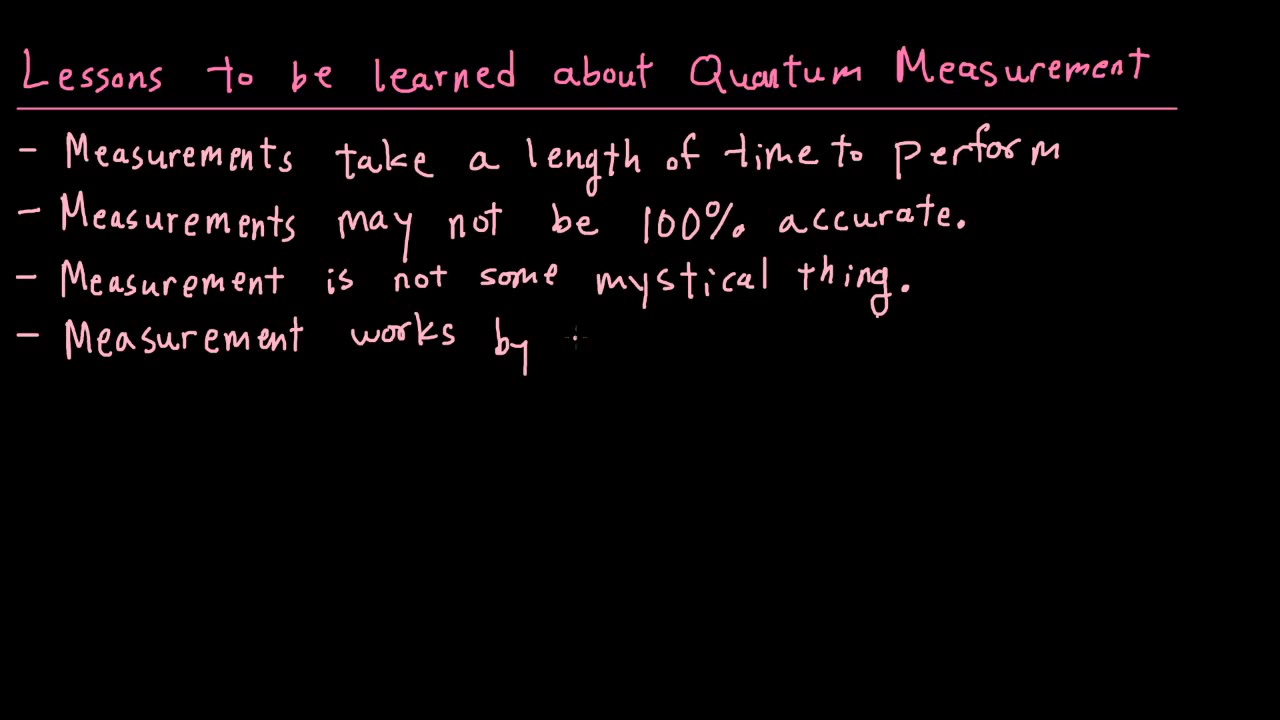 Lessons to be learned about Quantum Measurement
- Measurements take a length of time to perform
- Measurements may not be 100% accurate.
- Measurement is not some mystical thing.
- Measurement works by